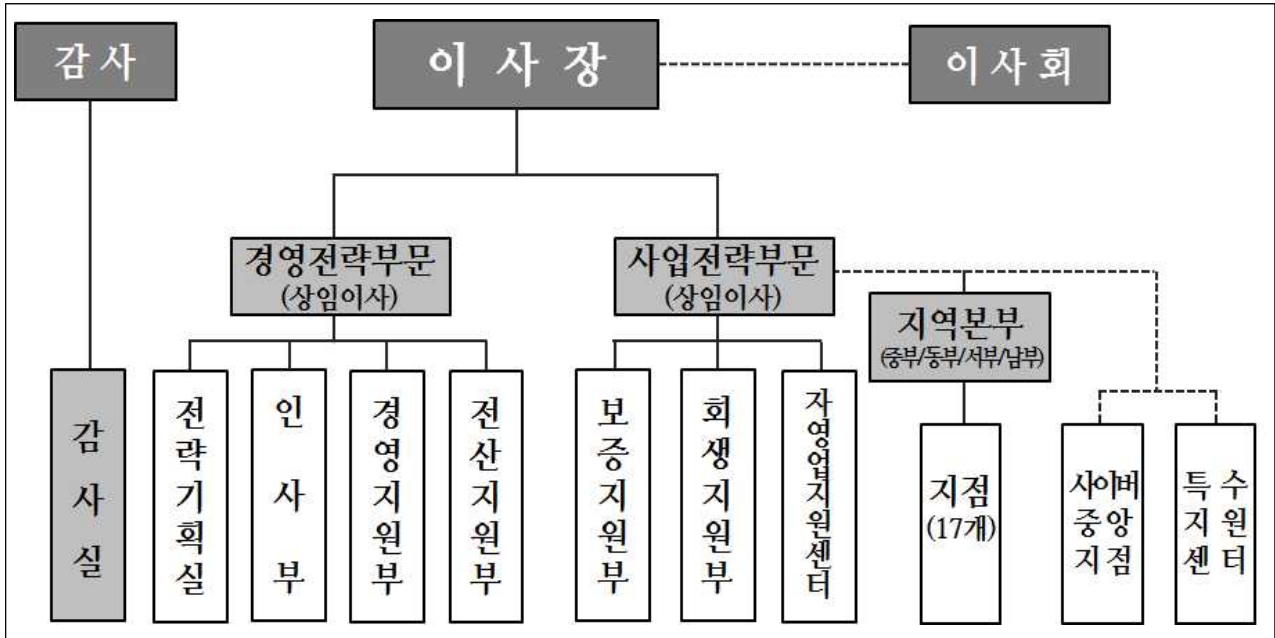 감 사
이 사 장
이 사 회
경영전략부문
(상임이사)
사업전략부문
(상임이사)
지역본부
(중부/동부/서부/남부)
감사실
전략기획실
인사부
경영지원부
전산지원부
보증지원부
회생지원부
자영업지원센터
지점
(17개)
사이버
중앙
지점
특수
지원
센터